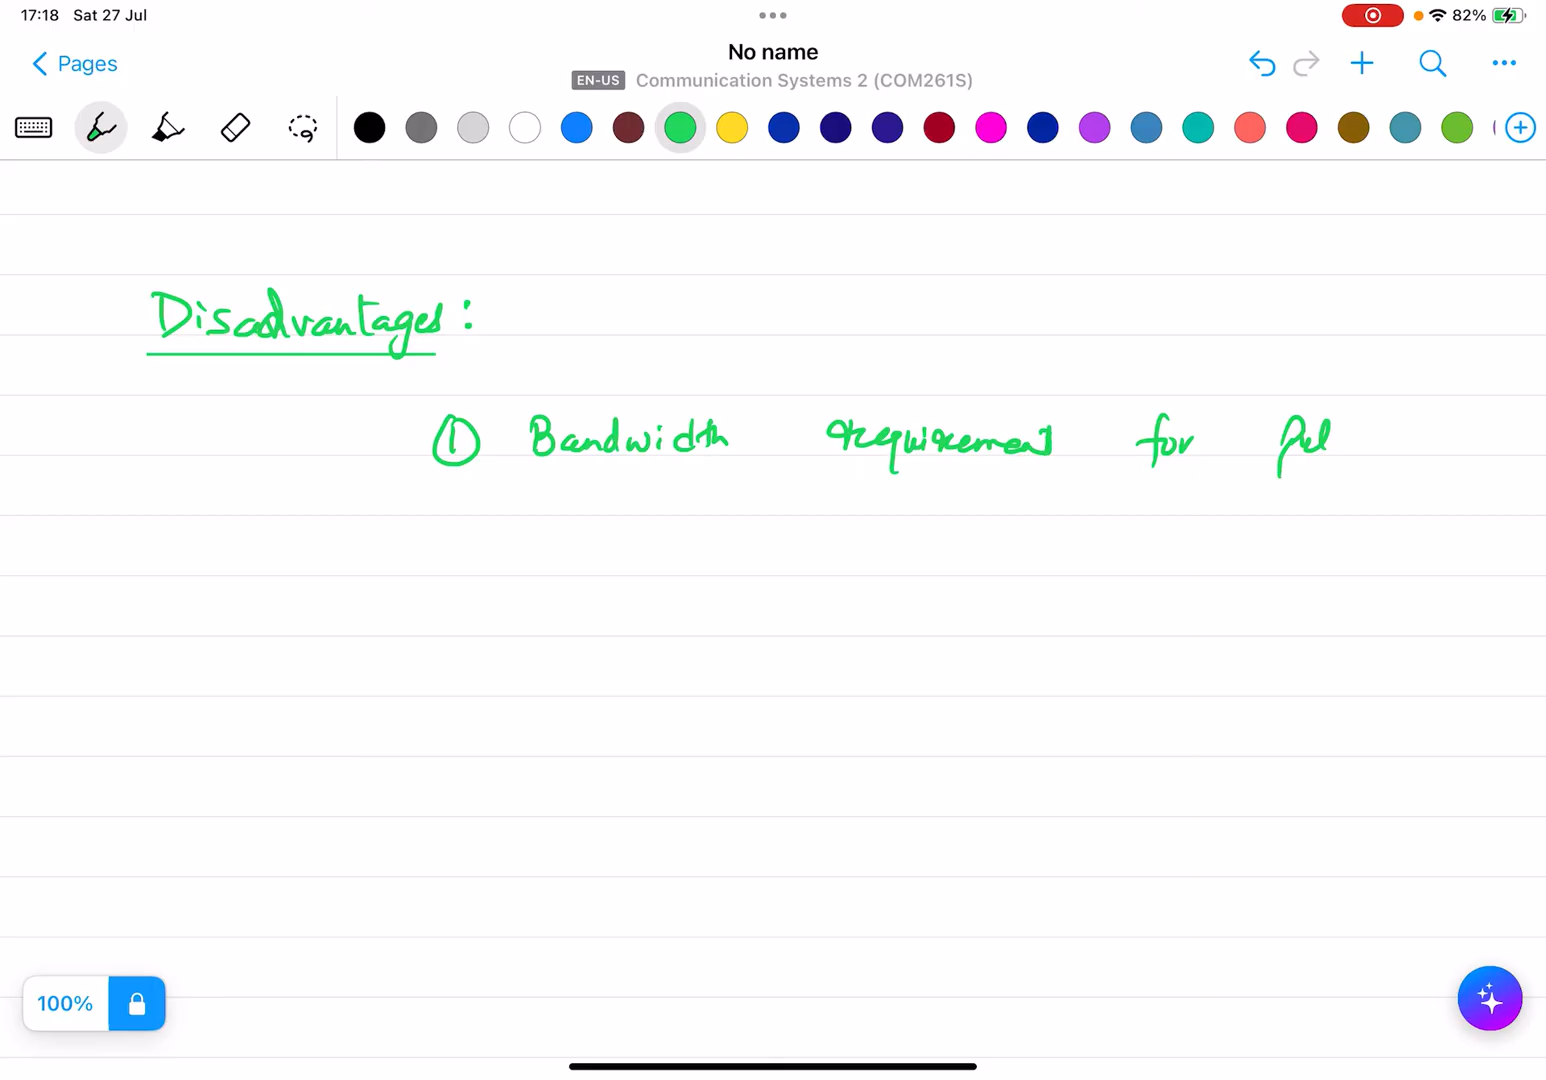 17:18 Sat 27 Jul
82%
Pages
No name
EN-US Communication Systems 2 (COM261S)
Disadvantages :
① Bandwidth requirement for
100%